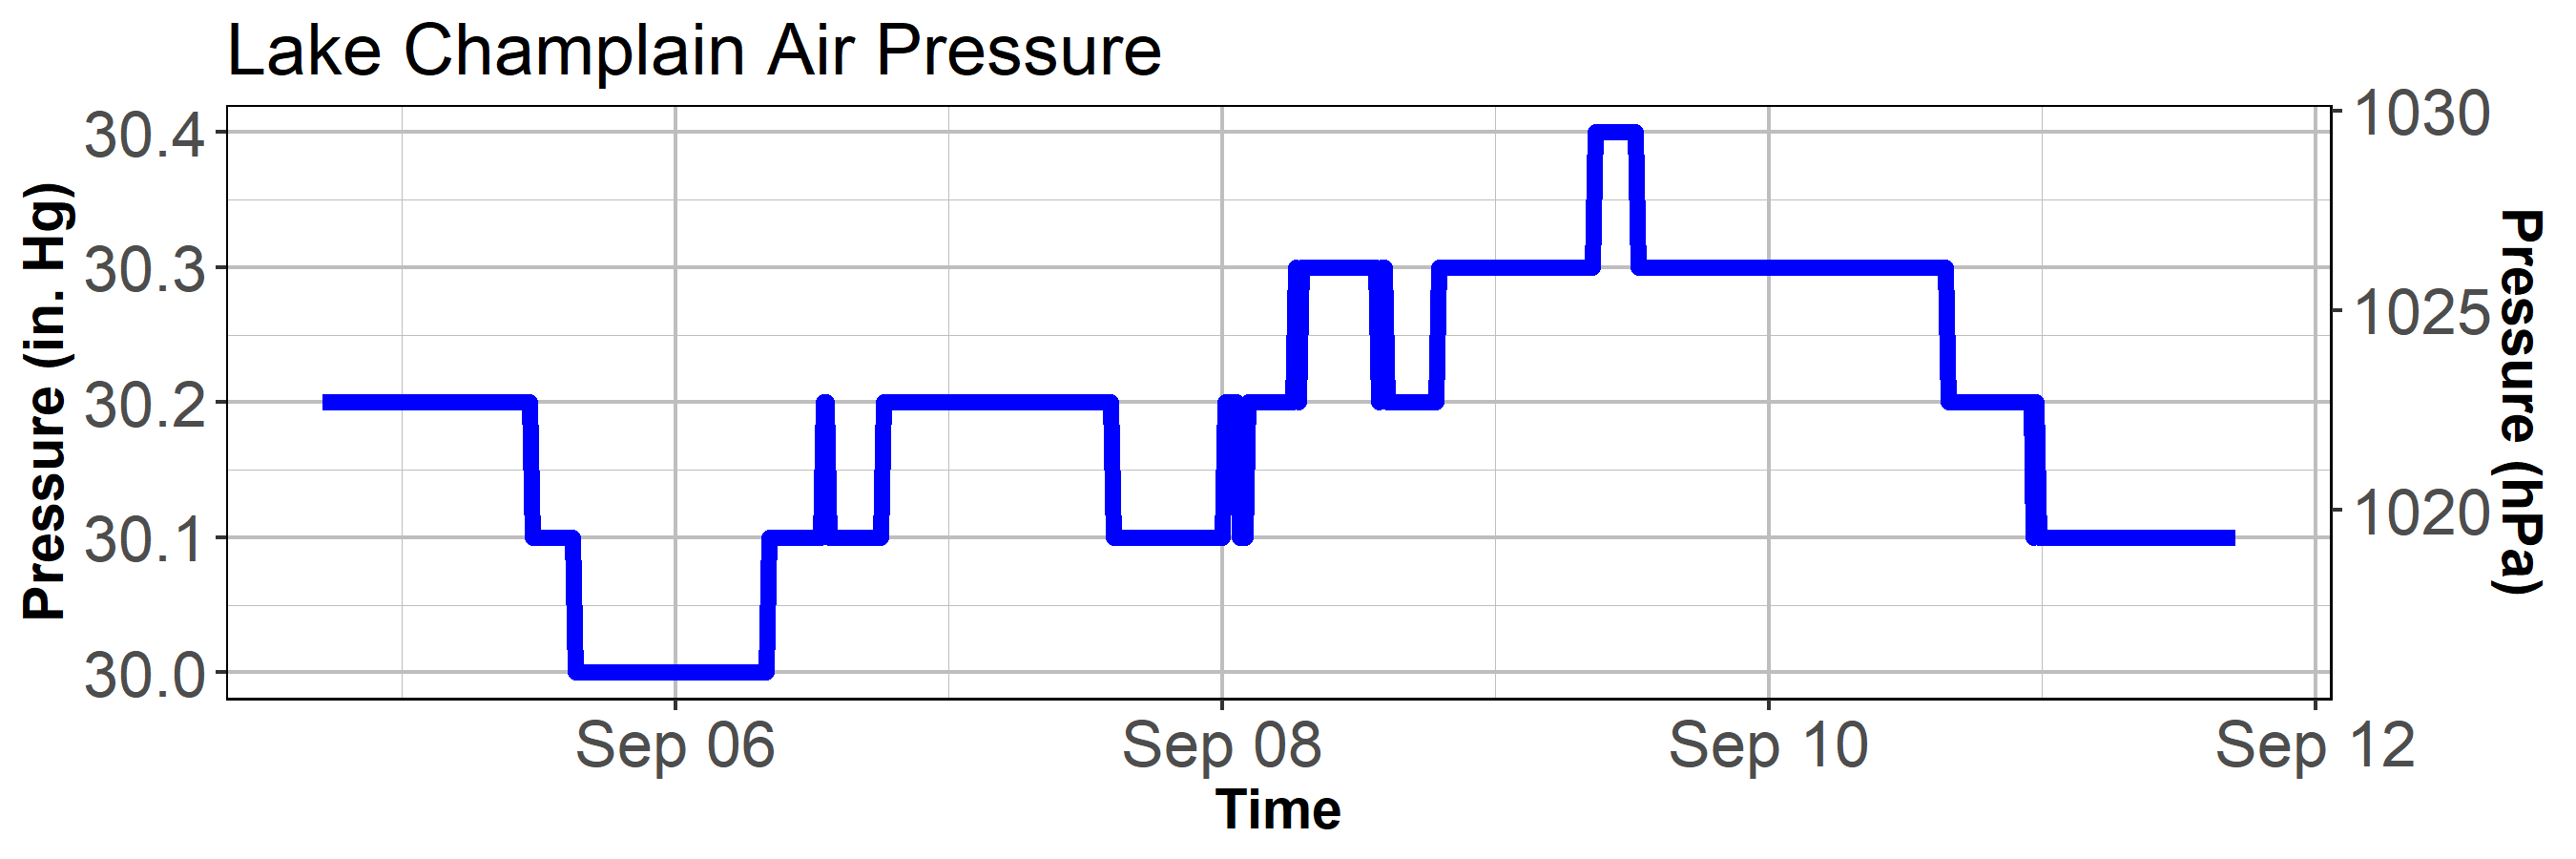 Lake Champlain Air Pressure
Pressure (in. Hg)
30.4
30.3
30.2
30.1
30.0
1030
1025
1020
Pressure (hPa)
Sep 06 Sep 08 Sep 10 Sep 12
Time